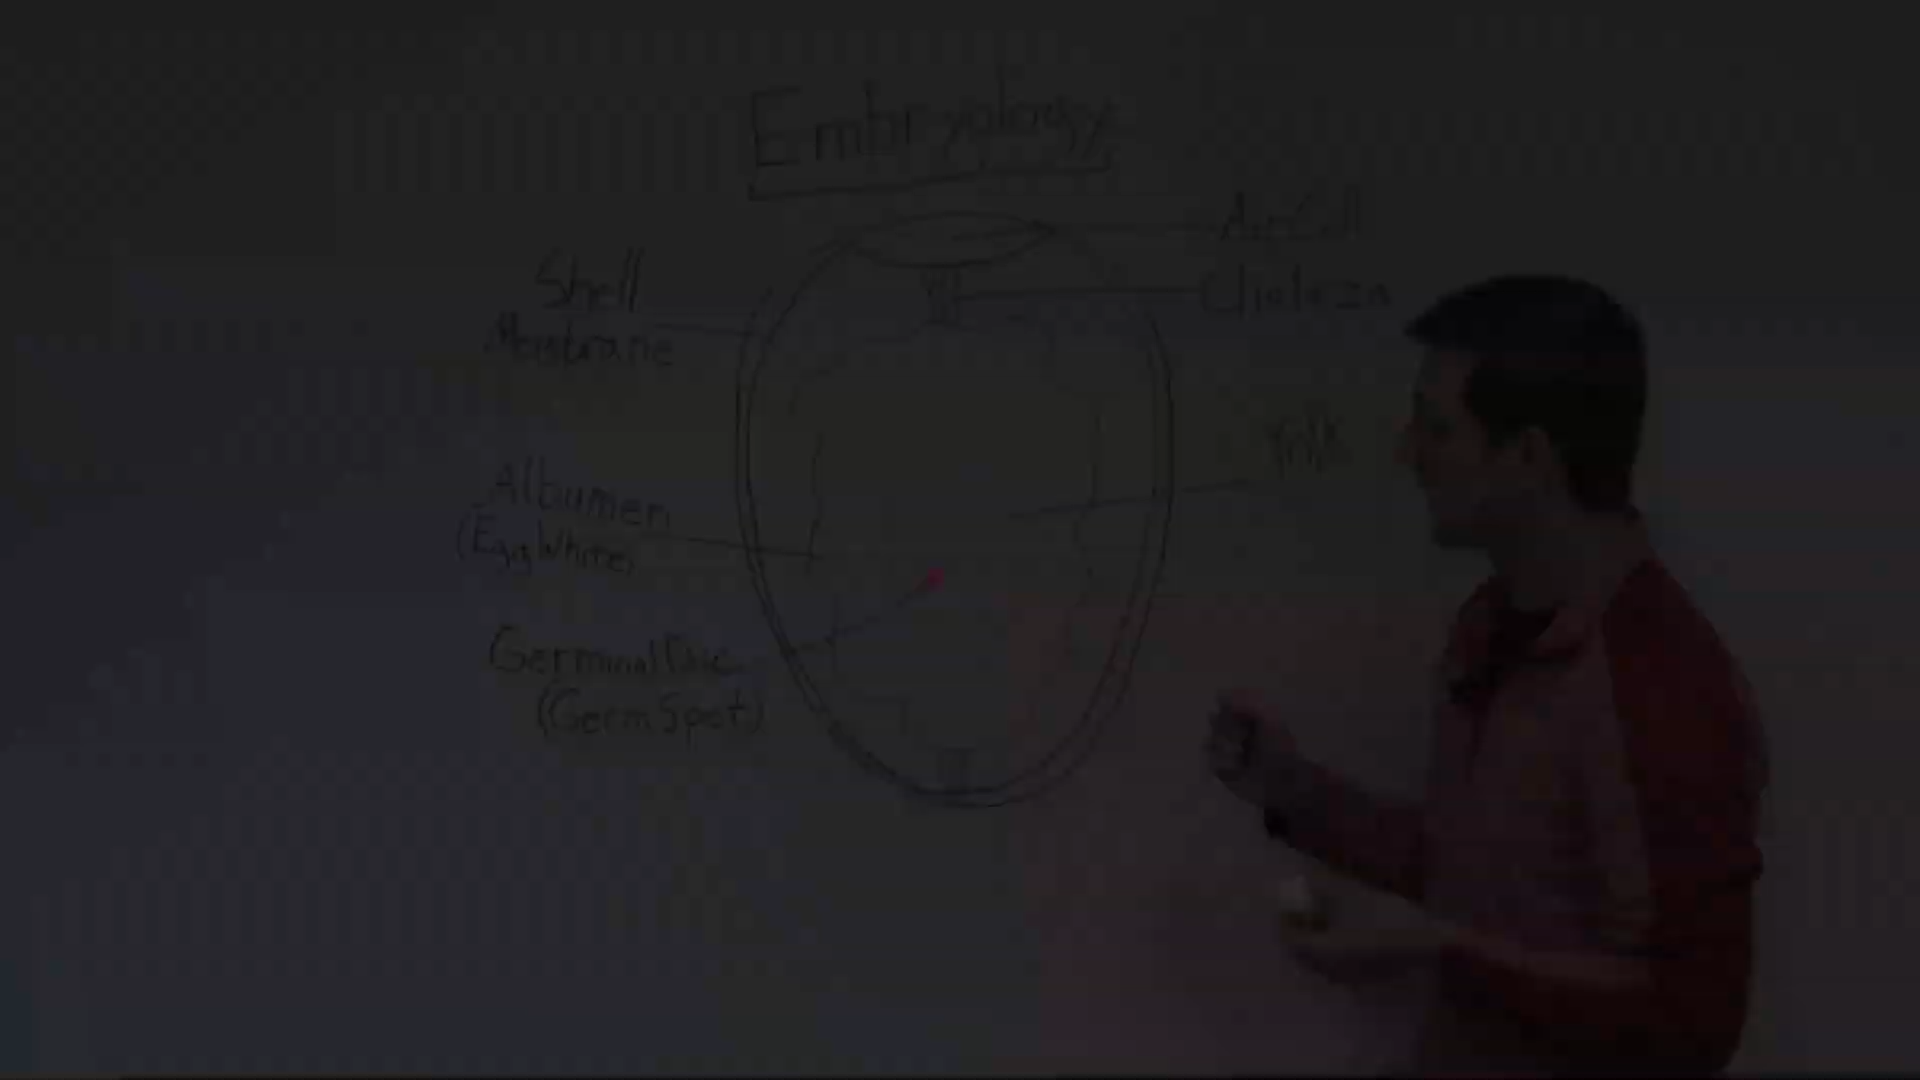 Embryology
Air Cell
Shell
Chalaza
Membrane
Yolk
Albumen
(Egg White)
Germinal Disc
(Germ Spot)